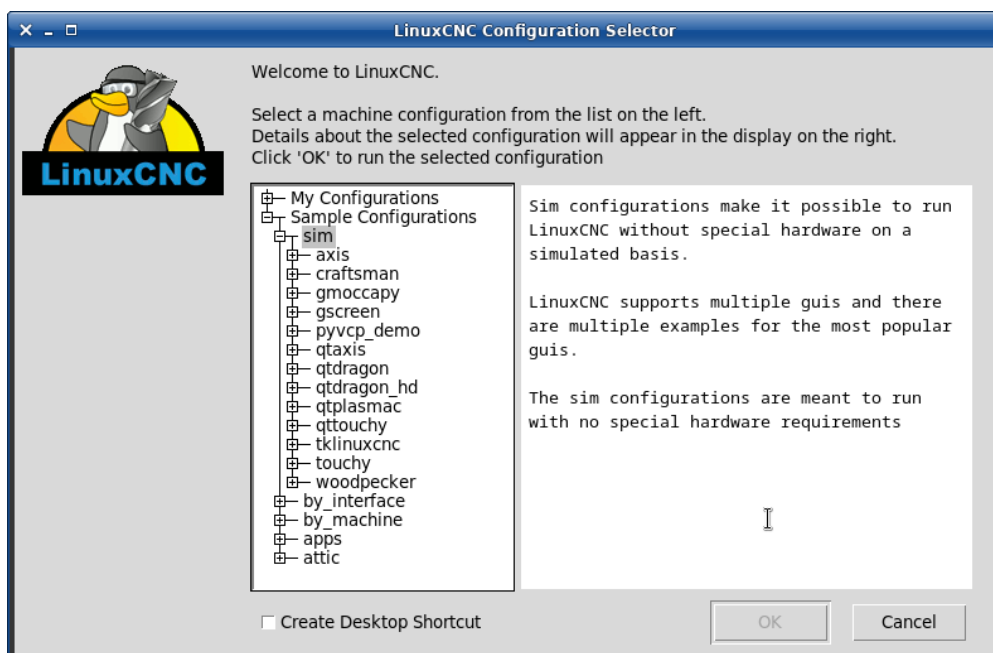 LinuxCNC Configuration Selector
LinuxCNC
Welcome to LinuxCNC.
Select a machine configuration from the list on the left.
Details about the selected configuration will appear in the display on the right.
Click 'OK' to run the selected configuration
My Configurations
Sample Configurations
sim
axis
craftsman
gmoccapy
gscreen
pyvcp_demo
qtaxis
qtdragon
qtdragon_hd
qtplasmac
qttouchy
tklinuxcnc
touchy
woodpecker
by_interface
by_machine
apps
attic
Sim configurations make it possible to run
LinuxCNC without special hardware on a
simulated basis.
LinuxCNC supports multiple guis and there
are multiple examples for the most popular
guis.
The sim configurations are meant to run
with no special hardware requirements
Create Desktop Shortcut
OK
Cancel